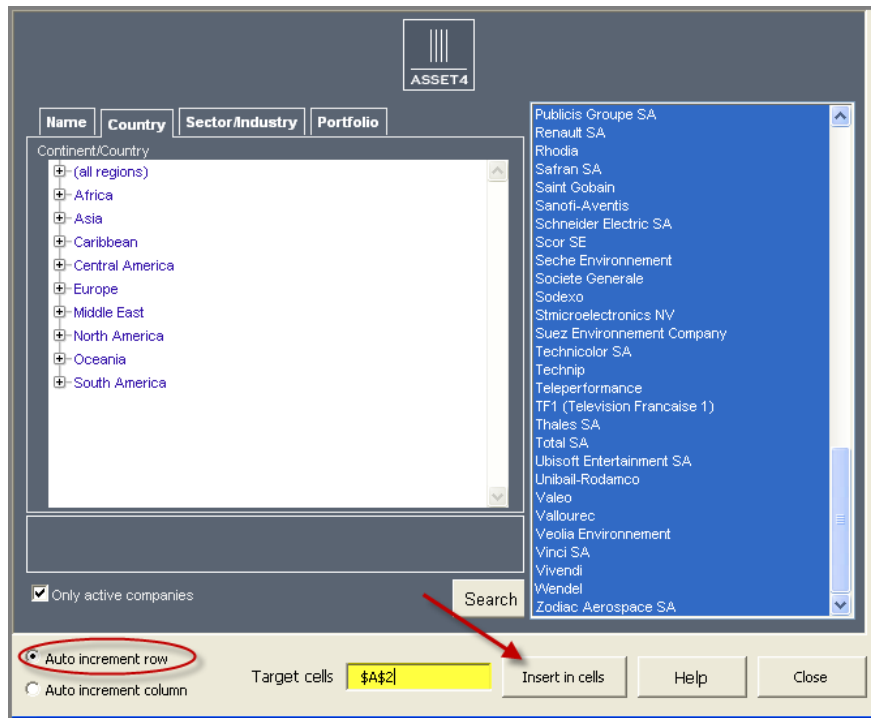 ASSET4
Name Country Sector/Industry Portfolio
Continent/Country
(all regions)
Africa
Asia
Caribbean
Central America
Europe
Middle East
North America
Oceania
South America
Only active companies
Search
Publicis Groupe SA
Renault SA
Rhodia
Safran SA
Saint Gobain
Sanofi-Aventis
Schneider Electric SA
Scor SE
Seche Environnement
Societe Generale
Sodexo
Stmicroelectronics NV
Suez Environnement Company
Technicolor SA
Technip
Teleperformance
TF1 (Television Francaise 1)
Thales SA
Total SA
Ubisoft Entertainment SA
Unibail-Rodamco
Valeo
Vallourec
Veolia Environnement
Vinci SA
Vivendi
Wendel
Zodiac Aerospace SA
Auto increment row
Auto increment column
Target cells $A$2
Insert in cells
Help
Close